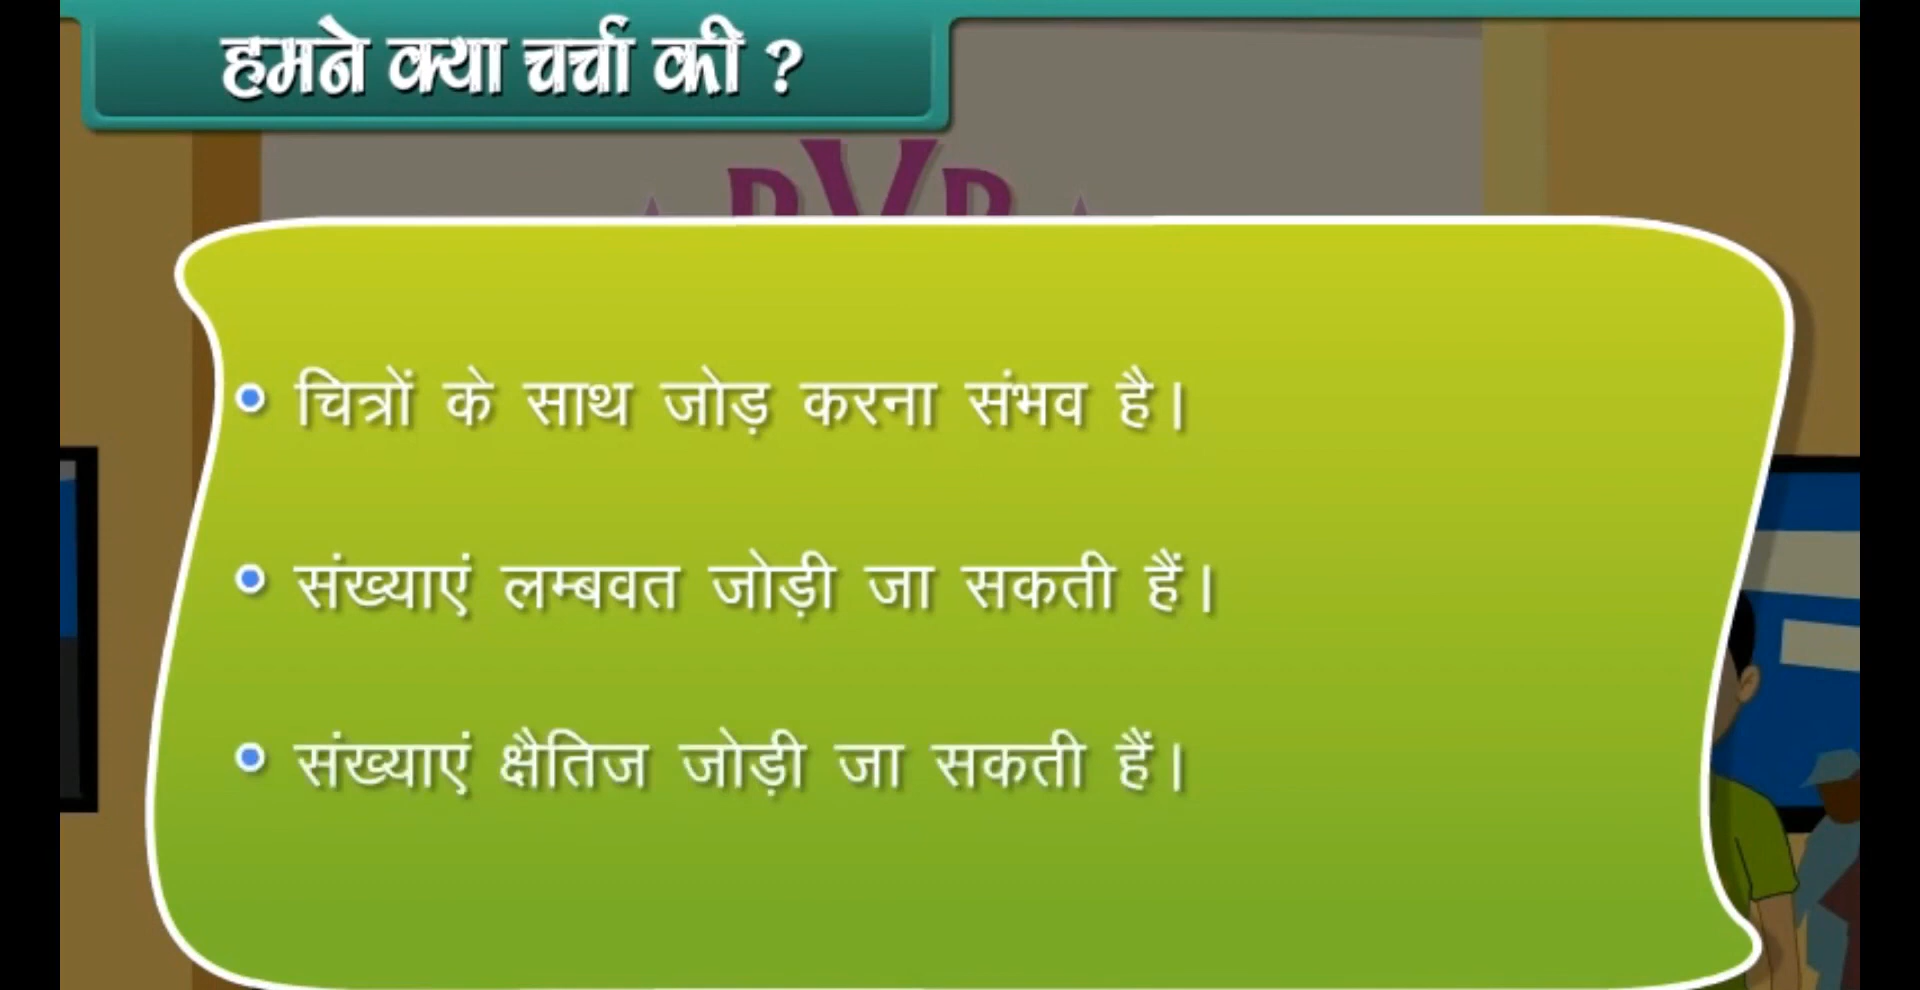 हमने क्या चर्चा की ?
चित्रों के साथ जोड़ करना संभव है।
संख्याएं लम्बवत जोड़ी जा सकती हैं।
संख्याएं क्षैतिज जोड़ी जा सकती हैं।